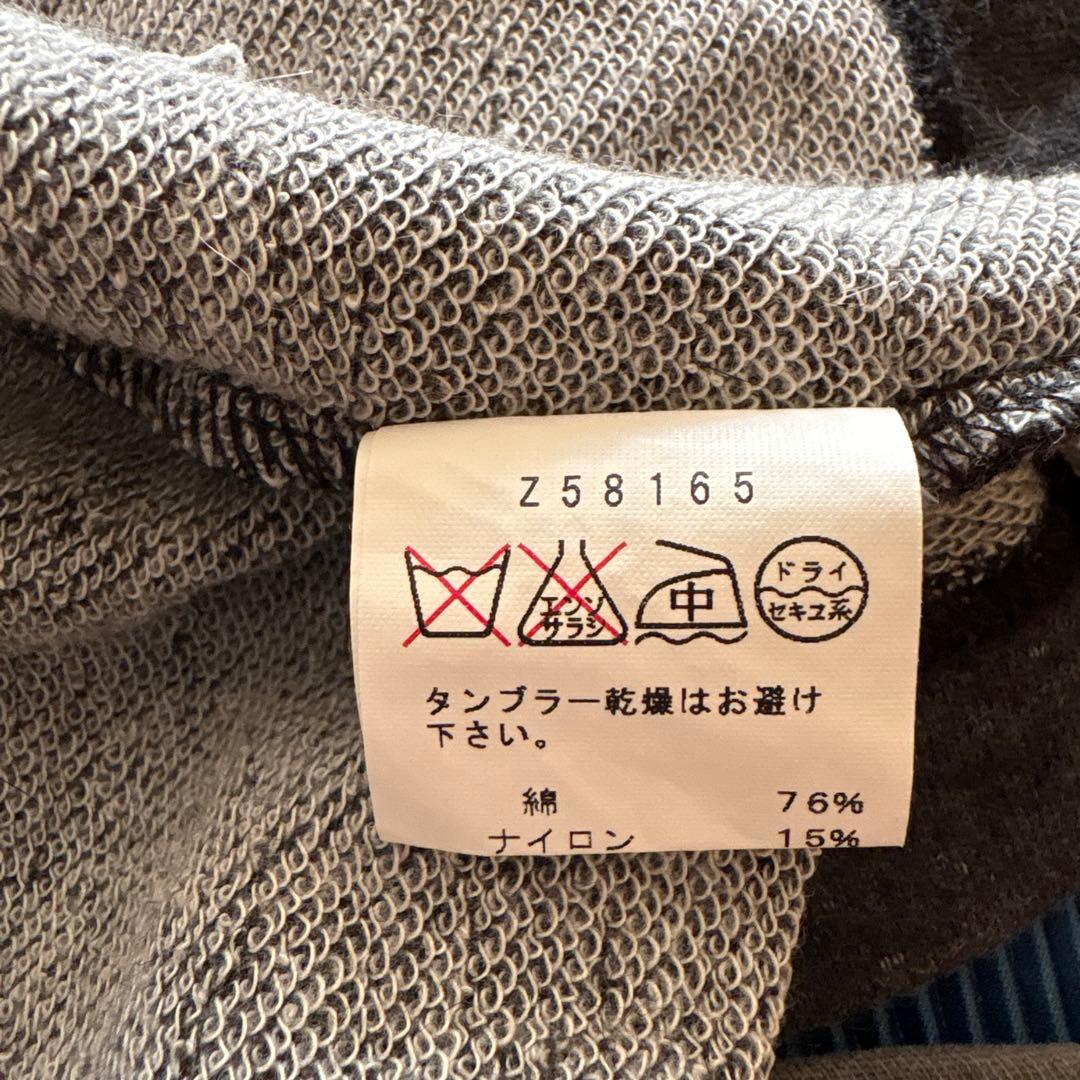 Z58165
エンソ
サラシ
中
ドライ
セキユ系
タンブラー乾燥はお避け
下さい。
綿 76%
ナイロン 15%